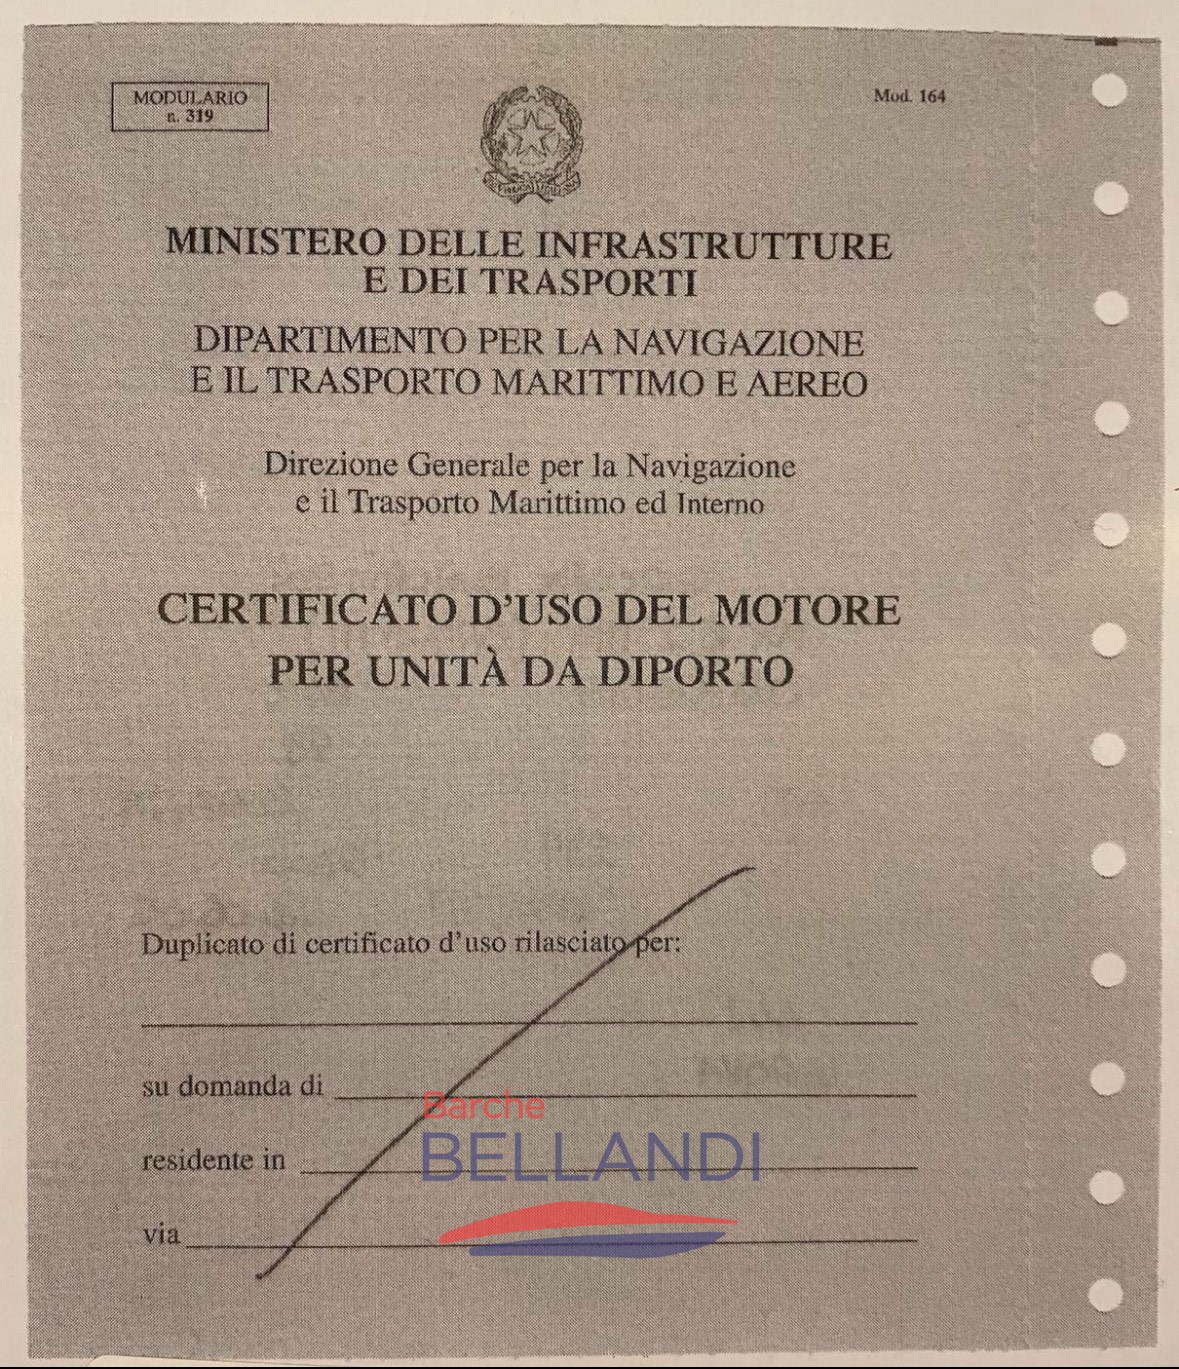 MODULARIO
n. 319
Mod. 164
MINISTERO DELLE INFRASTRUTTURE
E DEI TRASPORTI
DIPARTIMENTO PER LA NAVIGAZIONE
E IL TRASPORTO MARITTIMO E AEREO
Direzione Generale per la Navigazione
e il Trasporto Marittimo ed Interno
CERTIFICATO D'USO DEL MOTORE
PER UNITÀ DA DIPORTO
Duplicato di certificato d'uso rilasciato per:
su domanda di
Barche
BELLANDI
residente in
via